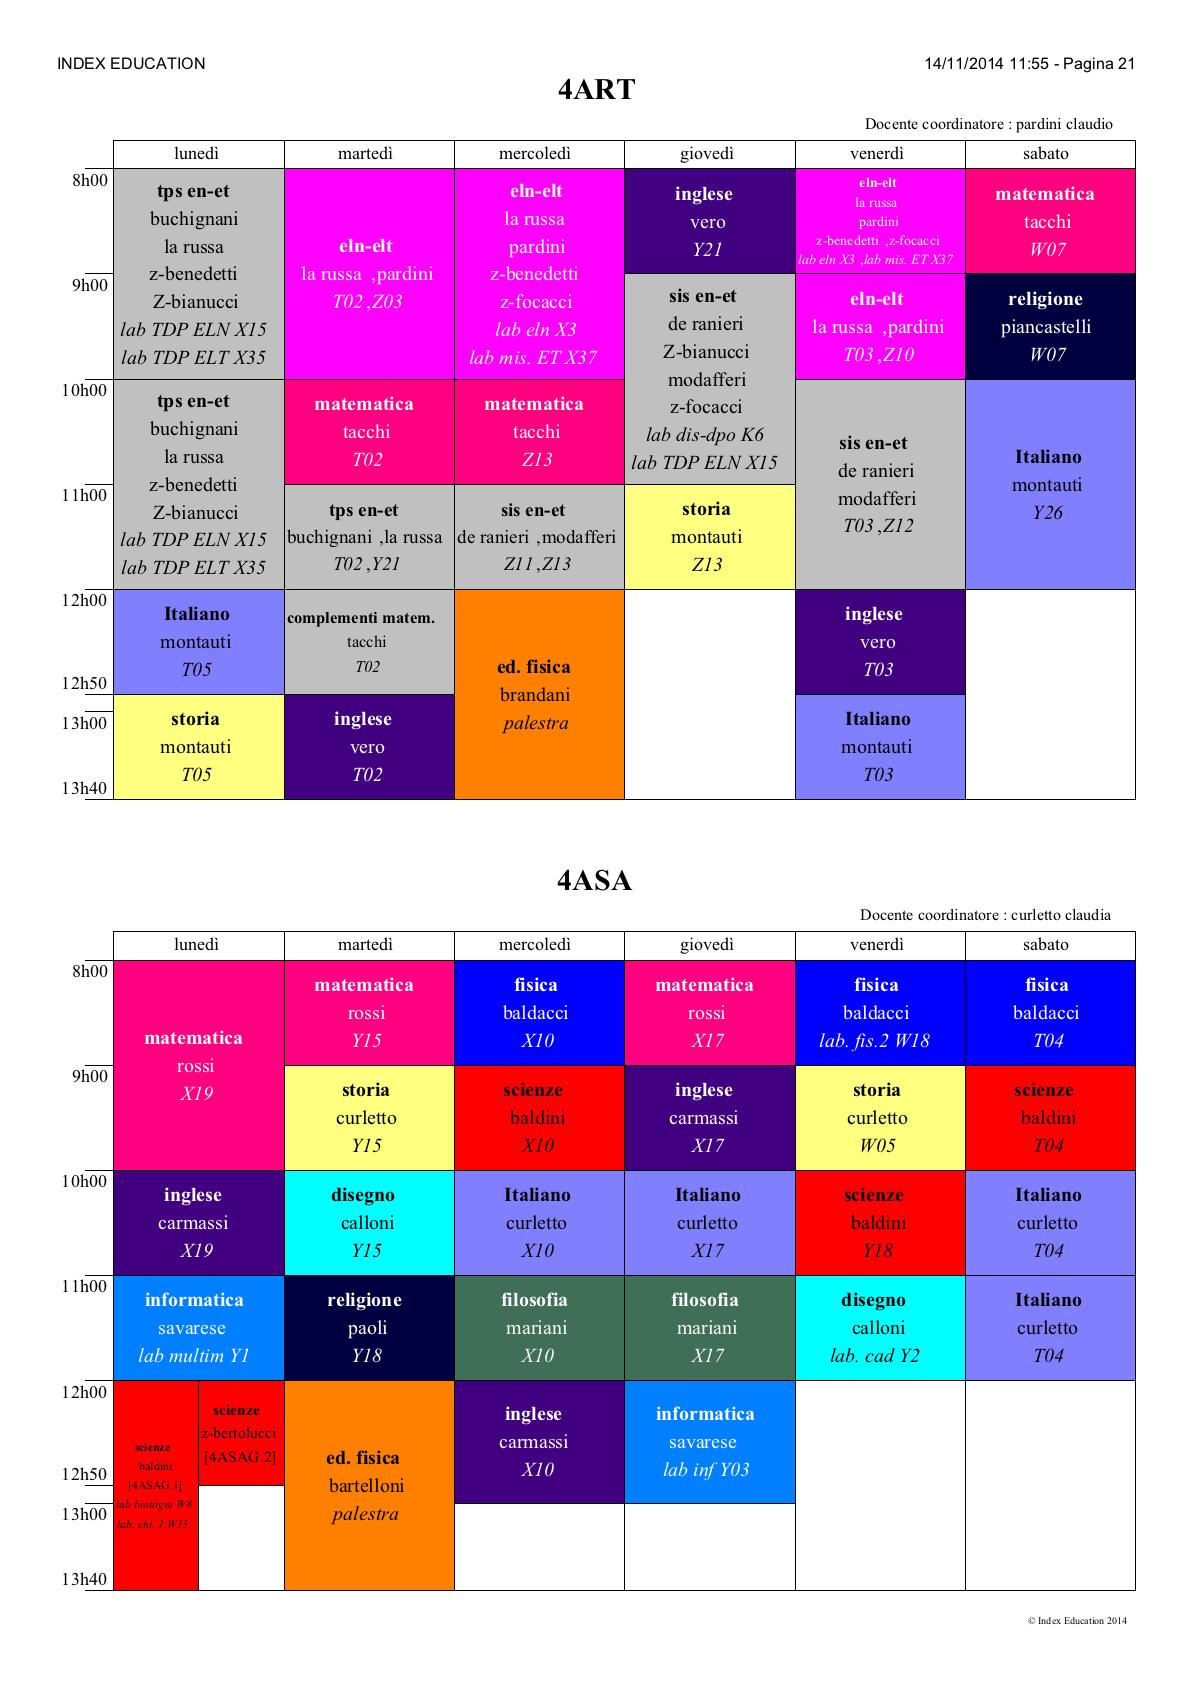 INDEX EDUCATION
14/11/2014 11:55 - Pagina 21
4ART
Docente coordinatore : pardini claudio
lunedì
martedì
mercoledì
giovedì
venerdì
sabato
8h00
9h00
10h00
11h00
12h00
12h50
13h00
13h40
tps en-et
buchignani
la russa
z-benedetti
Z-bianucci
lab TDP ELN X15
lab TDP ELT X35
tps en-et
buchignani
la russa
z-benedetti
Z-bianucci
lab TDP ELN X15
lab TDP ELT X35
Italiano
montauti
T05
storia
montauti
T05
eln-elt
la russa ,pardini
T02 ,Z03
matematica
tacchi
T02
tps en-et
buchignani ,la russa
T02 ,Y21
complementi matem.
tacchi
T02
inglese
vero
T02
eln-elt
la russa
pardini
z-benedetti
z-focacci
lab eln X3
lab mis. ET X37
matematica
tacchi
Z13
sis en-et
de ranieri ,modafferi
Z11 ,Z13
ed. fisica
brandani
palestra
inglese
vero
Y21
sis en-et
de ranieri
Z-bianucci
modafferi
z-focacci
lab dis-dpo K6
lab TDP ELN X15
storia
montauti
Z13
eln-elt
la russa
pardini
z-benedetti ,z-focacci
lab eln X3 ,lab mis. ET X37
eln-elt
la russa ,pardini
T03 ,Z10
sis en-et
de ranieri
modafferi
T03 ,Z12
inglese
vero
T03
Italiano
montauti
T03
matematica
tacchi
W07
religione
piancastelli
W07
Italiano
montauti
Y26
4ASA
Docente coordinatore : curletto claudia
lunedì
martedì
mercoledì
giovedì
venerdì
sabato
8h00
9h00
10h00
11h00
12h00
12h50
13h00
13h40
matematica
rossi
X19
inglese
carmassi
X19
informatica
savarese
lab multim Y1
scienze
baldini
[4ASAG.1]
lab biologia W8
lab. chi. 1 W13
scienze
z-bertolucci
[4ASAG.2]
matematica
rossi
Y15
storia
curletto
Y15
disegno
calloni
Y15
religione
paoli
Y18
ed. fisica
bartelloni
palestra
fisica
baldacci
X10
scienze
baldini
X10
Italiano
curletto
X10
filosofia
mariani
X10
inglese
carmassi
X10
matematica
rossi
X17
inglese
carmassi
X17
Italiano
curletto
X17
filosofia
mariani
X17
informatica
savarese
lab inf Y03
fisica
baldacci
lab. fis.2 W18
storia
curletto
W05
scienze
baldini
Y18
disegno
calloni
lab. cad Y2
fisica
baldacci
T04
scienze
baldini
T04
Italiano
curletto
T04
Italiano
curletto
T04
© Index Education 2014